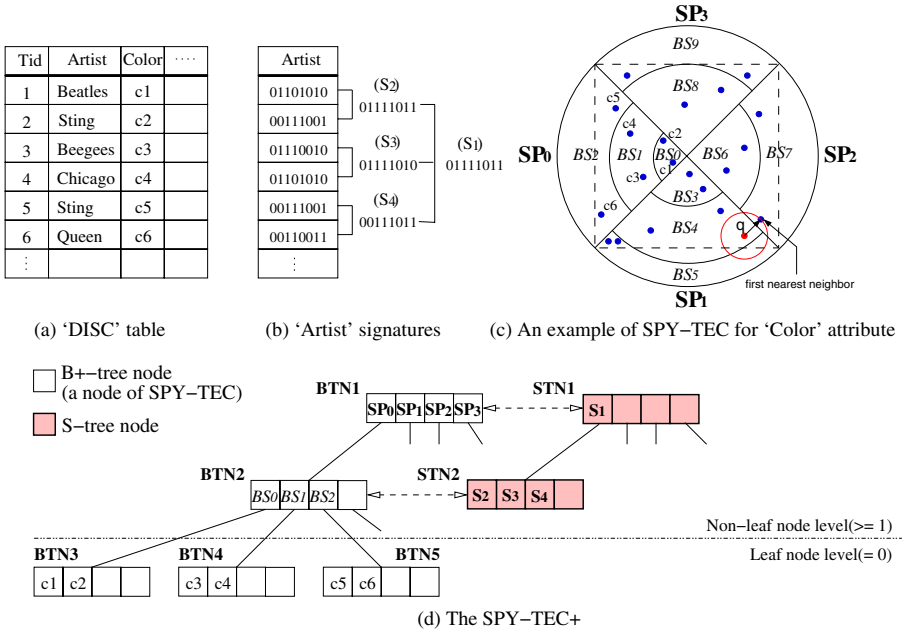 Tid Artist Color ....
1 Beatles c1
2 Sting c2
3 Beegees c3
4 Chicago c4
5 Sting c5
6 Queen c6
⋮
(a) ‘DISC’ table
Artist
01101010
00111001
01110010
01101010
00111001
00110011
⋮
(S2)
01111011
(S3)
01111010
(S4)
00111011
(S1)
01111011
(b) ‘Artist’ signatures
SP3
BS9
BS8
c5
c4
c2
SP0
BS2
BS1
BS0
BS6
BS7
SP2
c1
c3
BS3
c6
BS4
q
BS5
SP1
first nearest neighbor
(c) An example of SPY−TEC for ‘Color’ attribute
B+−tree node
(a node of SPY−TEC)
S−tree node
BTN1
SP0 SP1 SP2 SP3
STN1
S1
BTN2
BS0 BS1 BS2
STN2
S2 S3 S4
Non−leaf node level(>= 1)
Leaf node level(= 0)
BTN3
c1 c2
BTN4
c3 c4
BTN5
c5 c6
(d) The SPY−TEC+